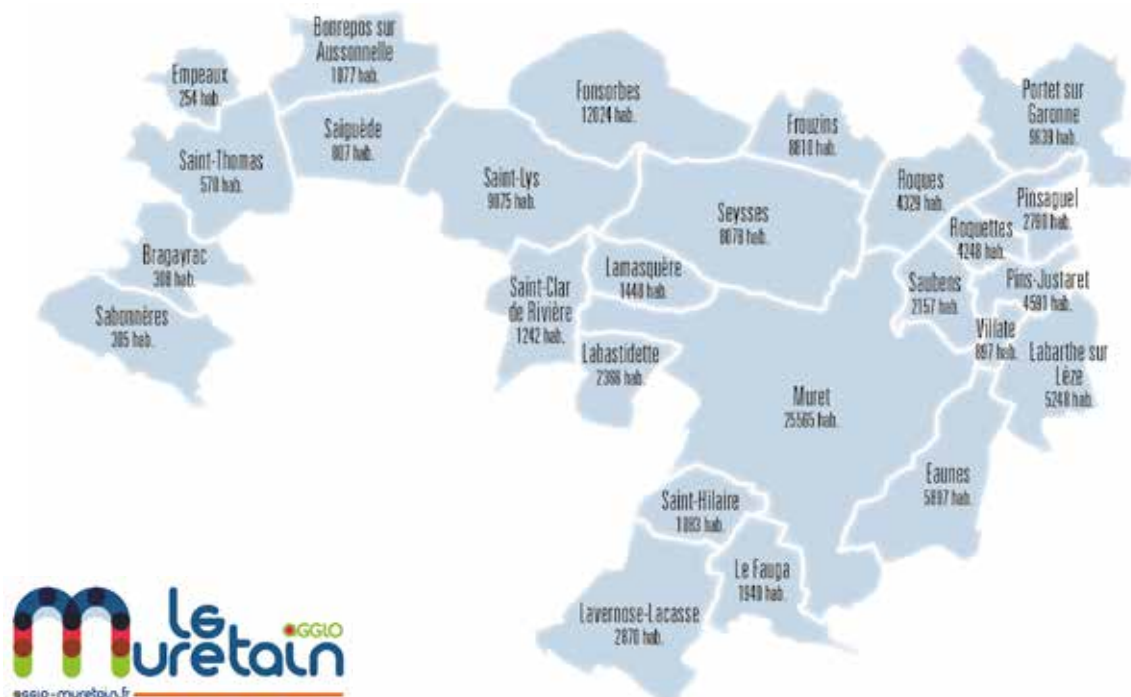 Bonrepos sur
Aussonnelle
1077 hab.
Empeaux
254 hab.
Fonsorbes
12024 hab.
Portet sur
Garonne
9639 hab.
Frouzins
8810 hab.
Saiguède
807 hab.
Saint-Thomas
570 hab.
Saint-Lys
9075 hab.
Roques
4329 hab.
Pinsaguel
2780 hab.
Seysses
8079 hab.
Roquettes
4248 hab.
Bragayrac
308 hab.
Lamasquère
1440 hab.
Saubens
2157 hab.
Pins-Justaret
4591 hab.
Saint-Clar
de Rivière
1242 hab.
Sabonnères
305 hab.
Villate
897 hab.
Labastidette
2366 hab.
Labarthe sur
Lèze
5248 hab.
Muret
25565 hab.
Eaunes
5897 hab.
Saint-Hilaire
1083 hab.
Le Fauga
1940 hab.
Lavernose-Lacasse
2870 hab.
Le
Muretain
AGGLO
agglo-muretain.fr